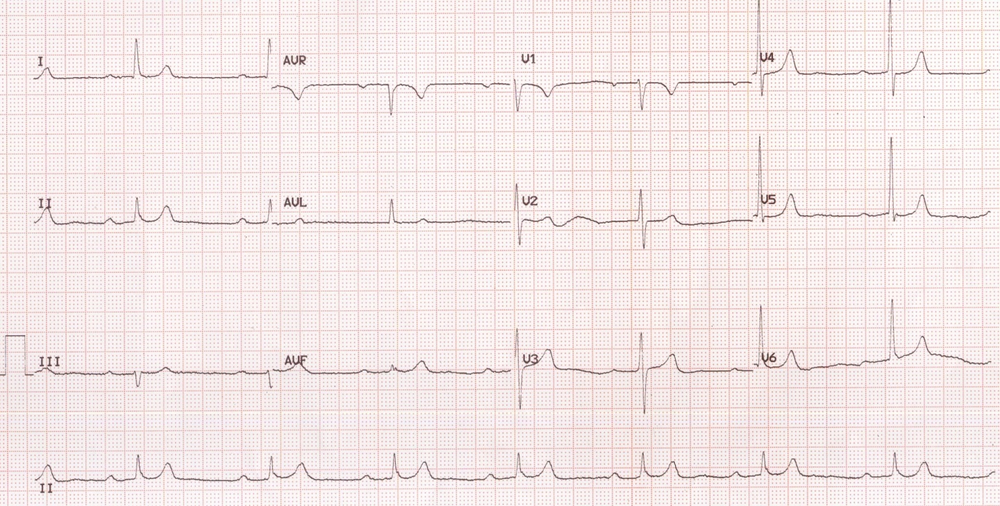 I AVR V1 V4
II AVL V2 V5
III AVF V3 V6
II